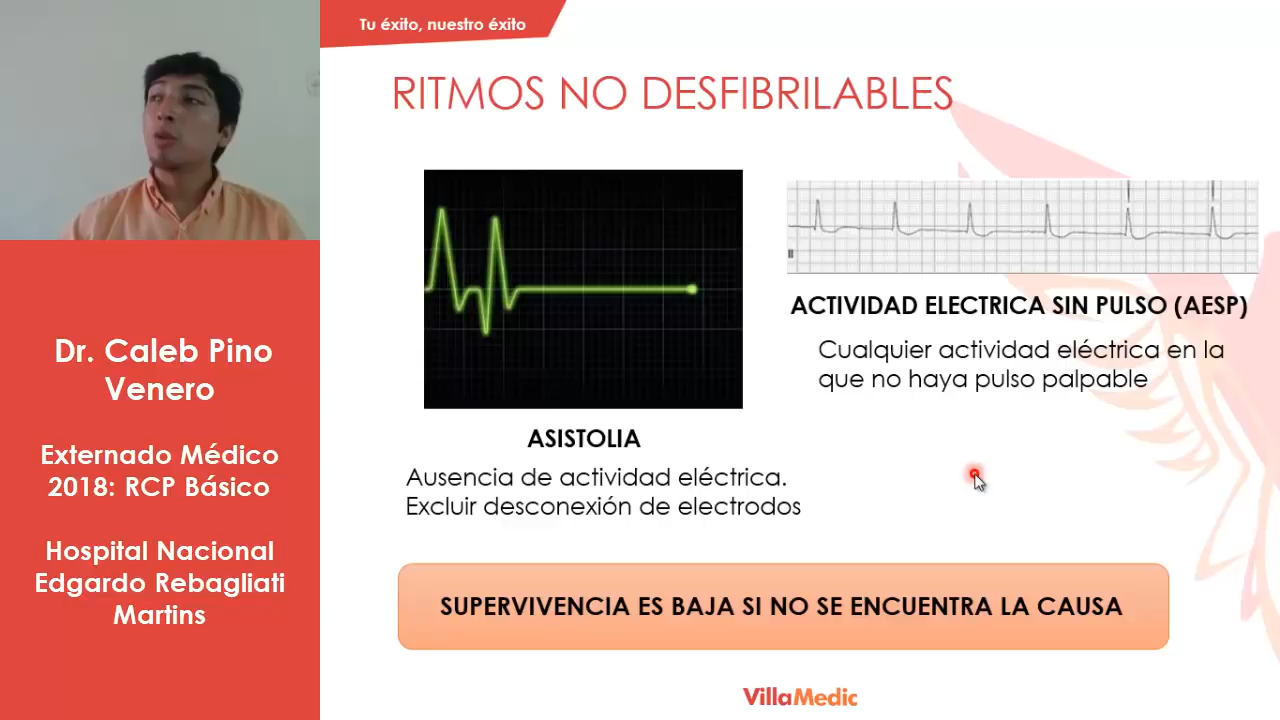 Tu éxito, nuestro éxito
RITMOS NO DESFIBRILABLES
II
ACTIVIDAD ELECTRICA SIN PULSO (AESP)
Cualquier actividad eléctrica en la
que no haya pulso palpable
ASISTOLIA
Ausencia de actividad eléctrica.
Excluir desconexión de electrodos
SUPERVIVENCIA ES BAJA SI NO SE ENCUENTRA LA CAUSA
VillaMedic
Dr. Caleb Pino
Venero
Externado Médico
2018: RCP Básico
Hospital Nacional
Edgardo Rebagliati
Martins